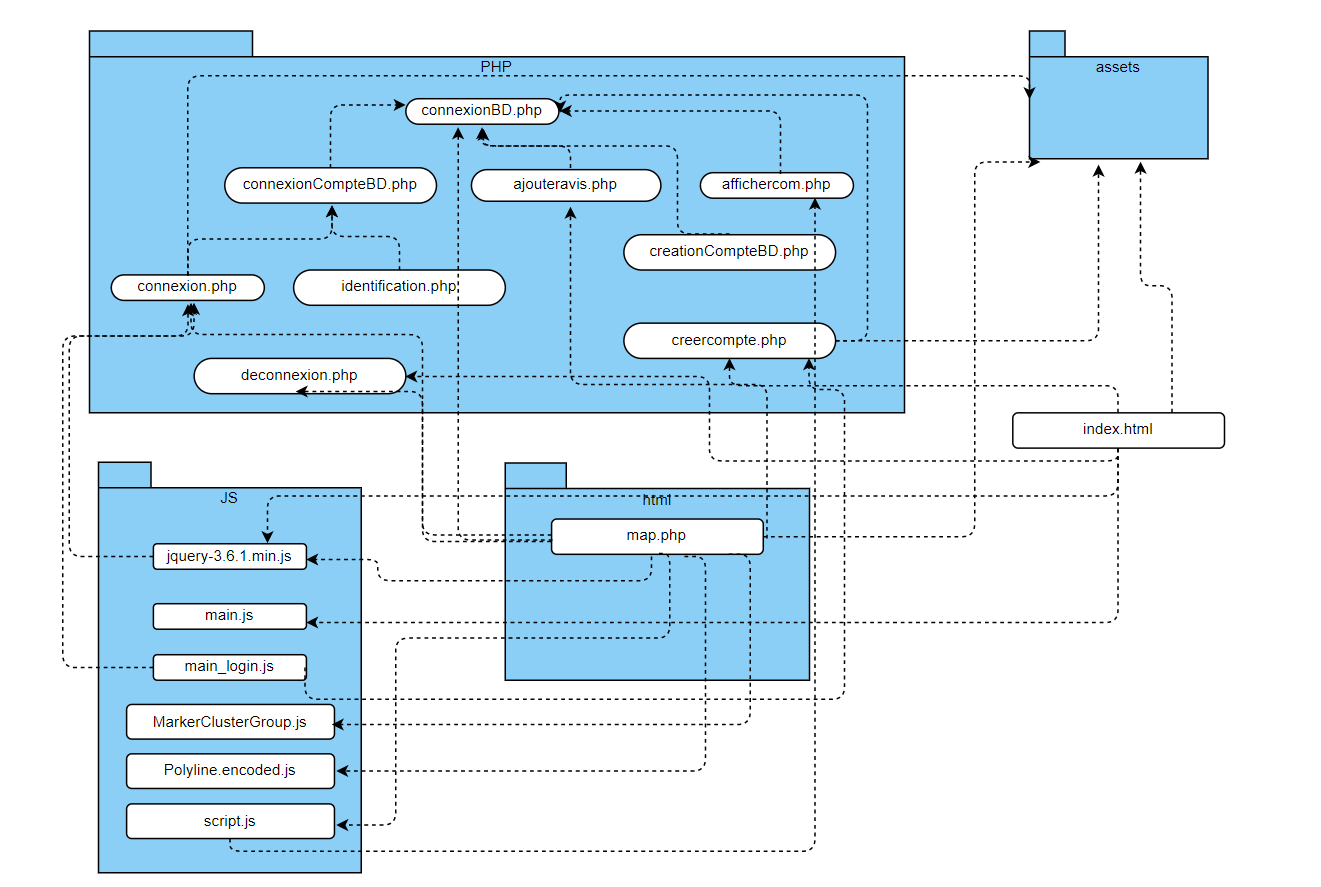 PHP
assets
connexionBD.php
connexionCompteBD.php
ajouteravis.php
affichercom.php
creationCompteBD.php
connexion.php
identification.php
creercompte.php
deconnexion.php
index.html
JS
html
map.php
jquery-3.6.1.min.js
main.js
main_login.js
MarkerClusterGroup.js
Polyline.encoded.js
script.js